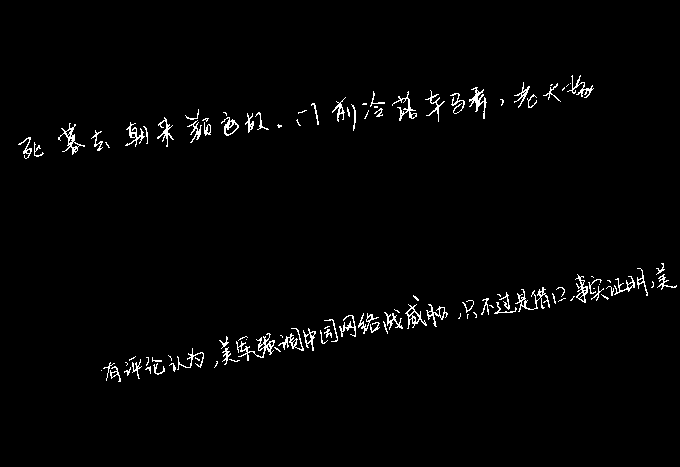 死暮去朝来颜色故。门前冷落车马稀，老大嫁
有评论认为，美军强调中国网络战威胁，只不过是借口，事实证明，美